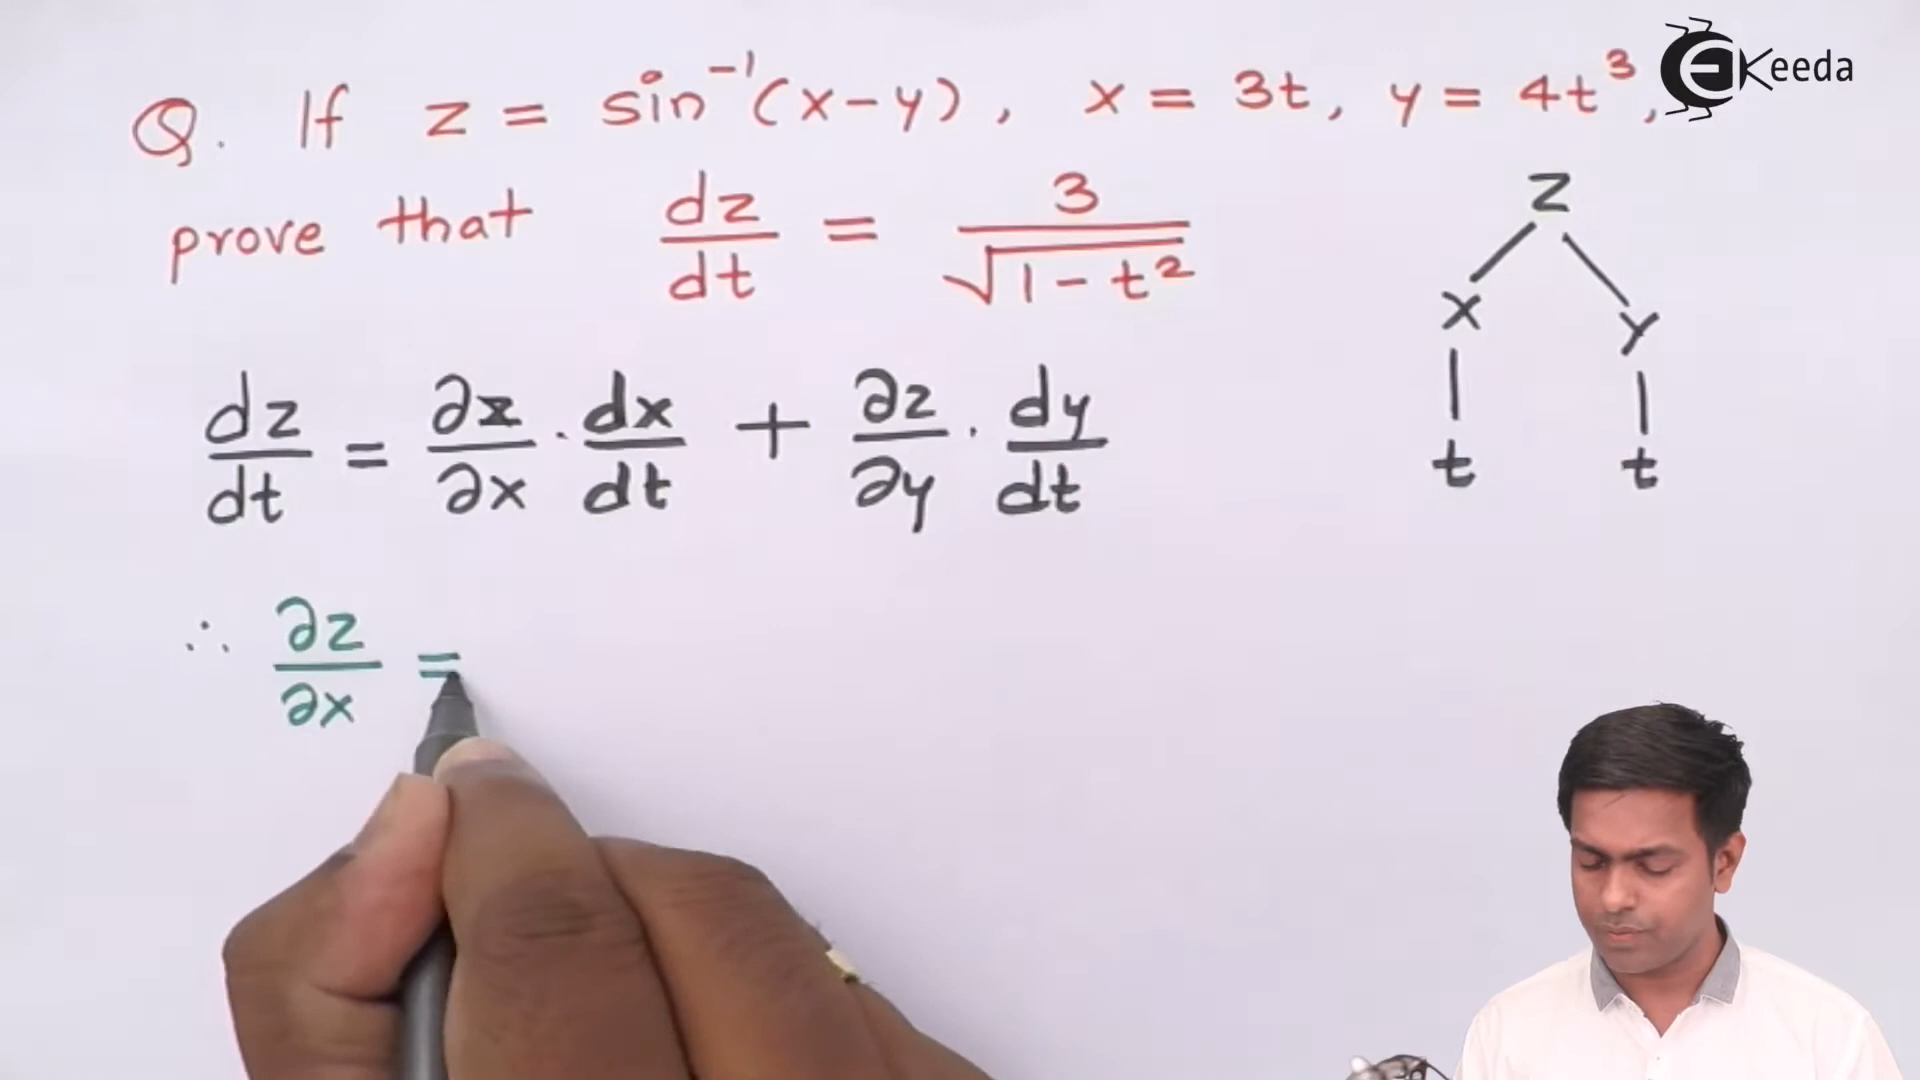 EKeeda
Q. If z = sin⁻¹(x-y), x = 3t, y = 4t³,
prove that dz/dt = 3/√(1-t²)
z
x y
t t
dz/dt = ∂z/∂x · dx/dt + ∂z/∂y · dy/dt
∴ ∂z/∂x =